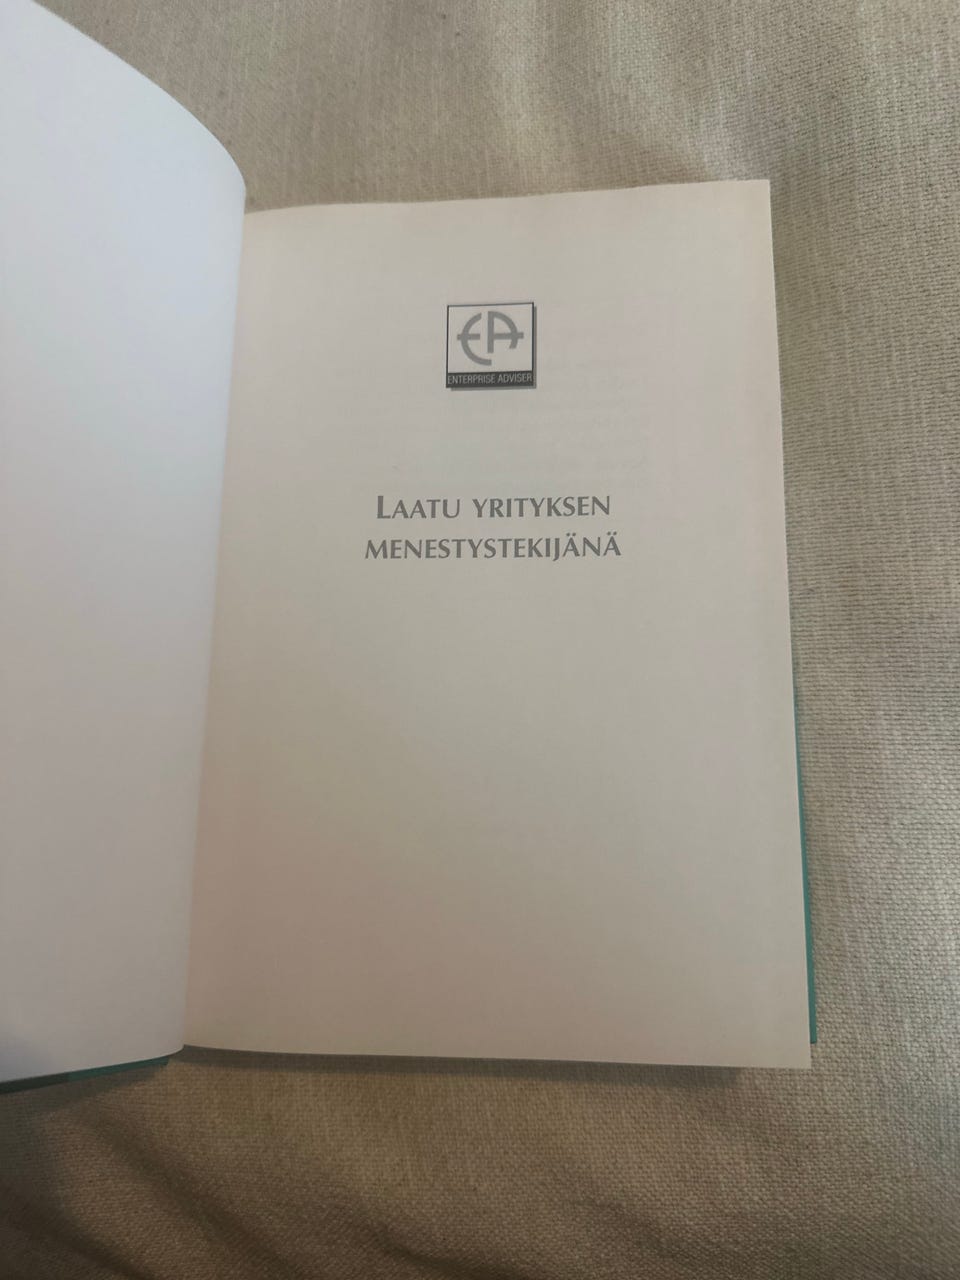 EA
ENTERPRISE ADVISER
LAATU YRITYKSEN
MENESTYSTEKIJÄNÄ